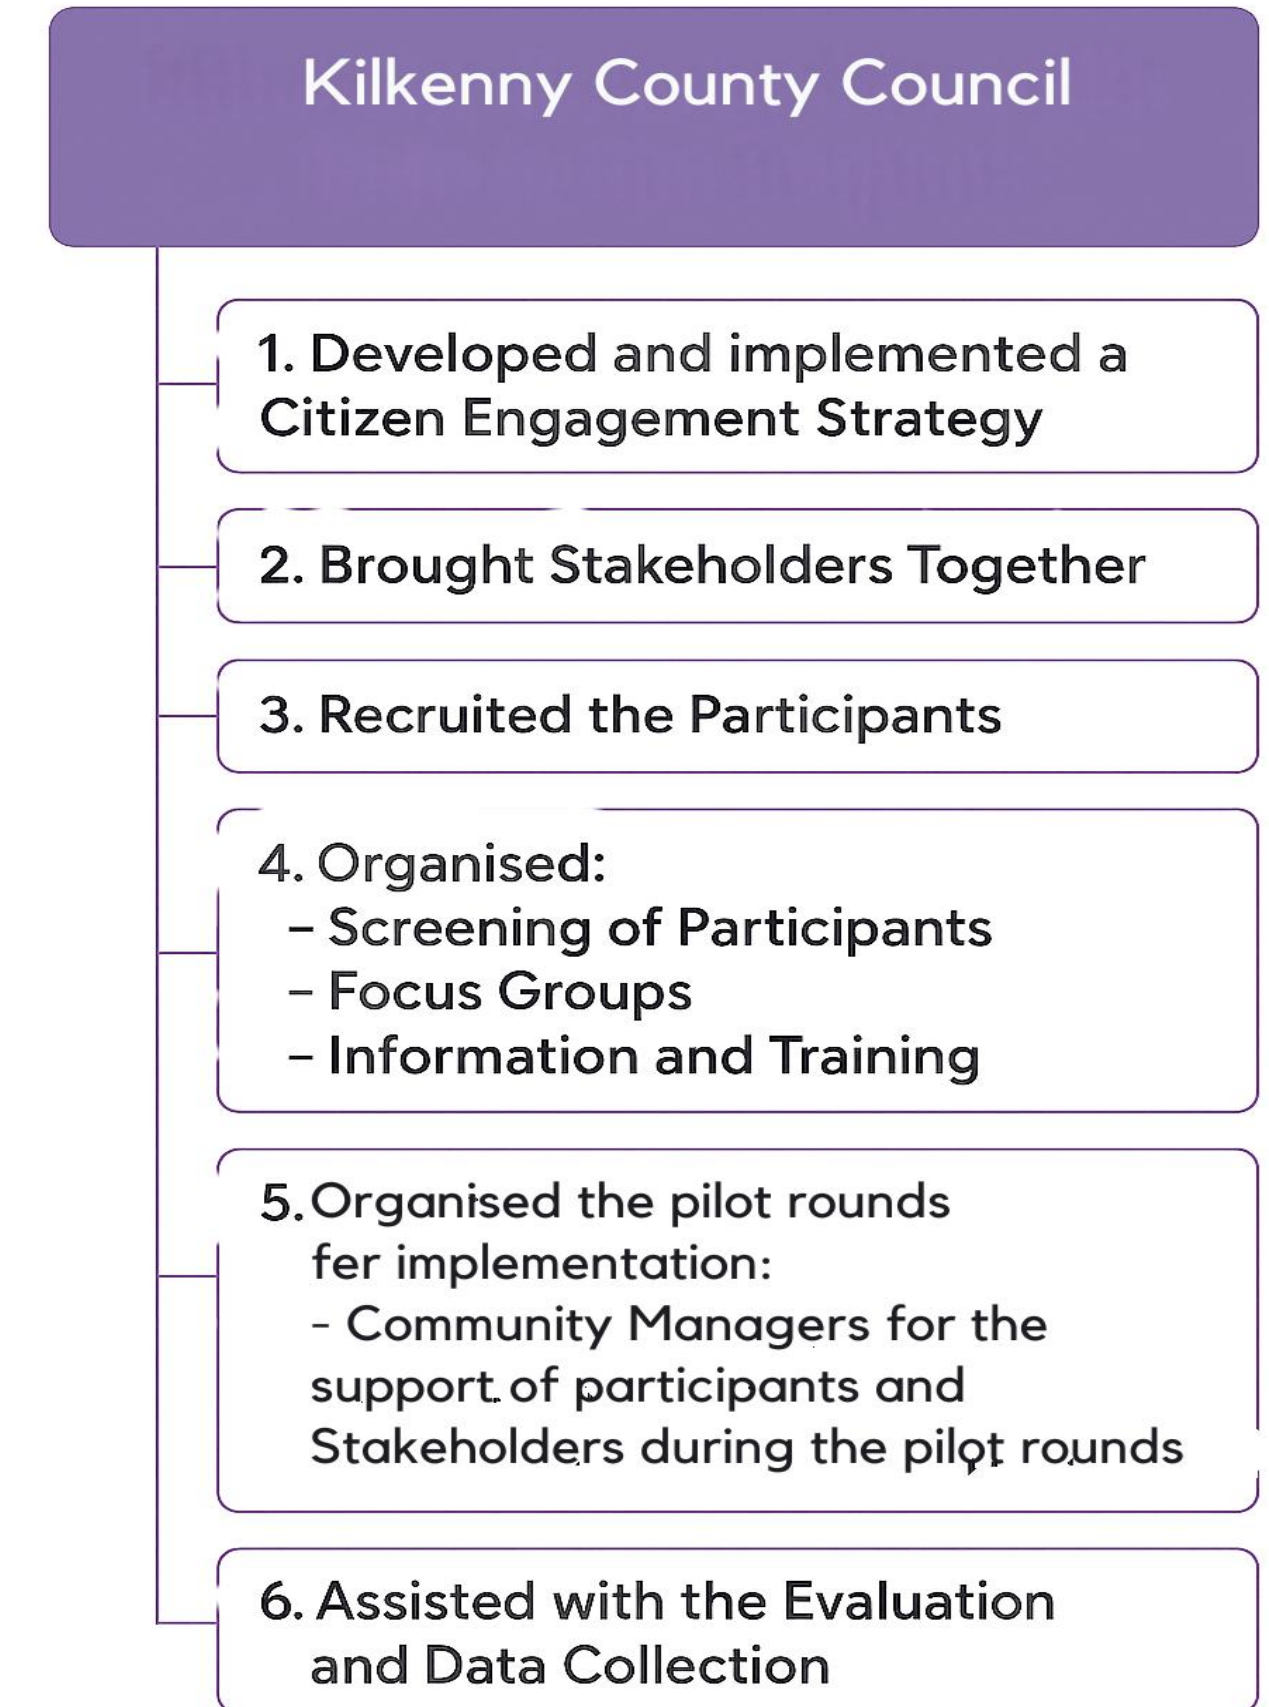 Kilkenny County Council
1. Developed and implemented a
Citizen Engagement Strategy
2. Brought Stakeholders Together
3. Recruited the Participants
4. Organised:
– Screening of Participants
– Focus Groups
– Information and Training
5. Organised the pilot rounds
fer implementation:
- Community Managers for the
support of participants and
Stakeholders during the pilot rounds
6. Assisted with the Evaluation
and Data Collection